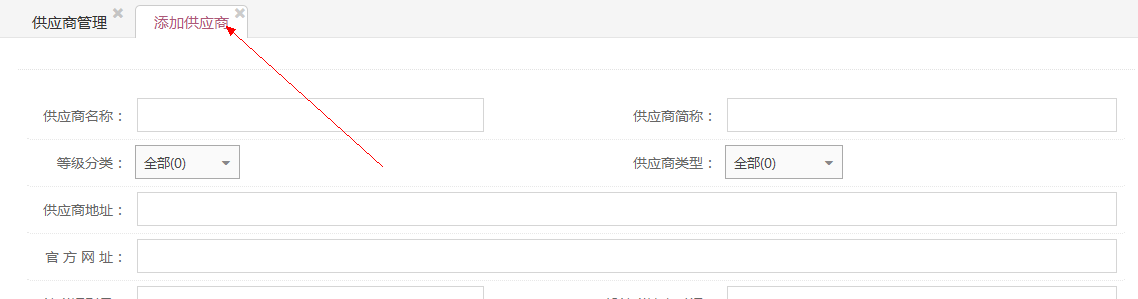 供应商管理 添加供应商
供应商名称： 供应商简称：
等级分类： 全部(0) 供应商类型： 全部(0)
供应商地址：
官 方 网 址：